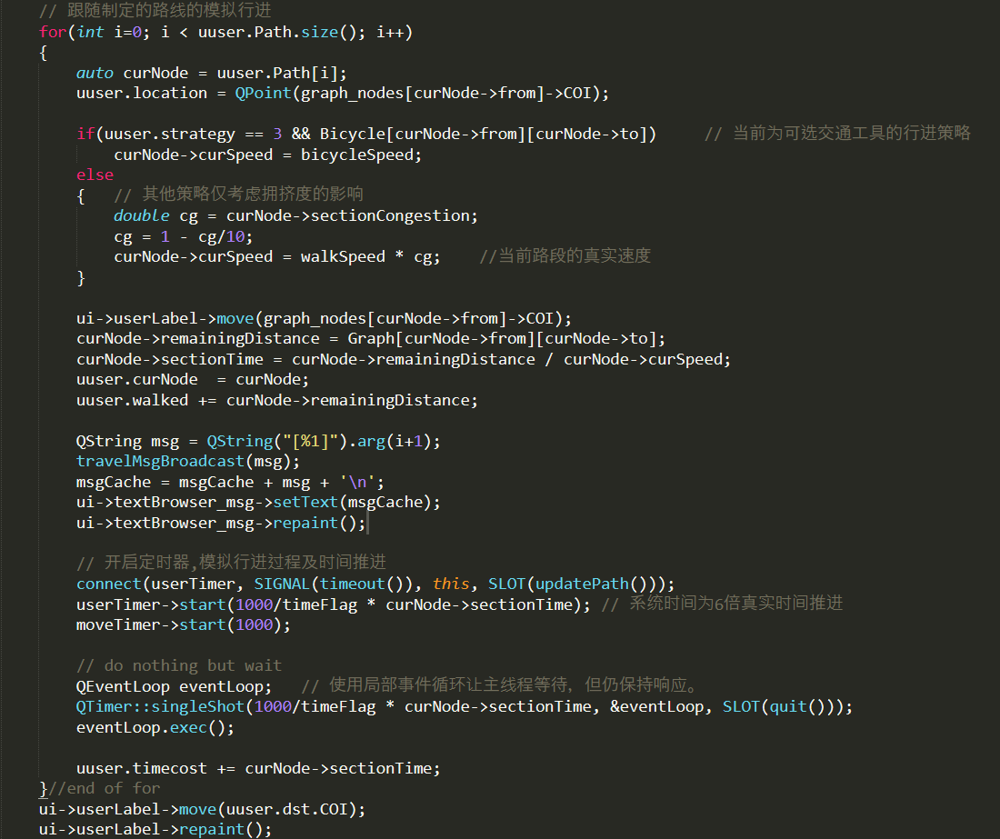 // 跟随制定的路线的模拟行进
for(int i=0; i < uuser.Path.size(); i++)
{
    auto curNode = uuser.Path[i];
    uuser.location = QPoint(graph_nodes[curNode->from]->COI);

    if(uuser.strategy == 3 && Bicycle[curNode->from][curNode->to])     // 当前为可选交通工具的行进策略
        curNode->curSpeed = bicycleSpeed;
    else
    {   // 其他策略仅考虑拥挤度的影响
        double cg = curNode->sectionCongestion;
        cg = 1 - cg/10;
        curNode->curSpeed = walkSpeed * cg;    //当前路段的真实速度
    }

    ui->userLabel->move(graph_nodes[curNode->from]->COI);
    curNode->remainingDistance = Graph[curNode->from][curNode->to];
    curNode->sectionTime = curNode->remainingDistance / curNode->curSpeed;
    uuser.curNode  = curNode;
    uuser.walked += curNode->remainingDistance;

    QString msg = QString("[%1]").arg(i+1);
    travelMsgBroadcast(msg);
    msgCache = msgCache + msg + '\n';
    ui->textBrowser_msg->setText(msgCache);
    ui->textBrowser_msg->repaint();

    // 开启定时器,模拟行进过程及时间推进
    connect(userTimer, SIGNAL(timeout()), this, SLOT(updatePath()));
    userTimer->start(1000/timeFlag * curNode->sectionTime); // 系统时间为6倍真实时间推进
    moveTimer->start(1000);

    // do nothing but wait
    QEventLoop eventLoop;   // 使用局部事件循环让主线程等待，但仍保持响应。
    QTimer::singleShot(1000/timeFlag * curNode->sectionTime, &eventLoop, SLOT(quit()));
    eventLoop.exec();

    uuser.timecost += curNode->sectionTime;
}//end of for
ui->userLabel->move(uuser.dst.COI);
ui->userLabel->repaint();